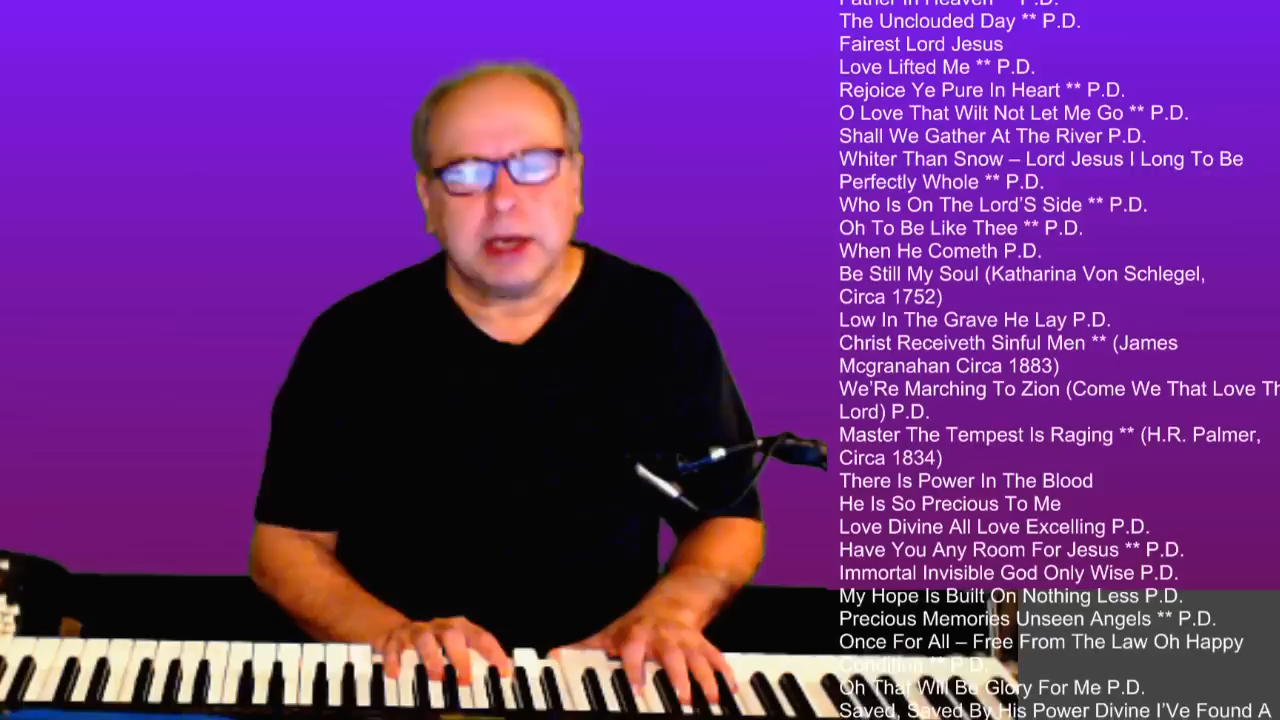 Father In Heaven ** P.D.
The Unclouded Day ** P.D.
Fairest Lord Jesus
Love Lifted Me ** P.D.
Rejoice Ye Pure In Heart ** P.D.
O Love That Wilt Not Let Me Go ** P.D.
Shall We Gather At The River P.D.
Whiter Than Snow – Lord Jesus I Long To Be
Perfectly Whole ** P.D.
Who Is On The Lord’S Side ** P.D.
Oh To Be Like Thee ** P.D.
When He Cometh P.D.
Be Still My Soul (Katharina Von Schlegel,
Circa 1752)
Low In The Grave He Lay P.D.
Christ Receiveth Sinful Men ** (James
Mcgranahan Circa 1883)
We’Re Marching To Zion (Come We That Love Th
Lord) P.D.
Master The Tempest Is Raging ** (H.R. Palmer,
Circa 1834)
There Is Power In The Blood
He Is So Precious To Me
Love Divine All Love Excelling P.D.
Have You Any Room For Jesus ** P.D.
Immortal Invisible God Only Wise P.D.
My Hope Is Built On Nothing Less P.D.
Precious Memories Unseen Angels ** P.D.
Once For All – Free From The Law Oh Happy
Condition ** P.D.
Oh That Will Be Glory For Me P.D.
Saved, Saved By His Power Divine I’Ve Found A